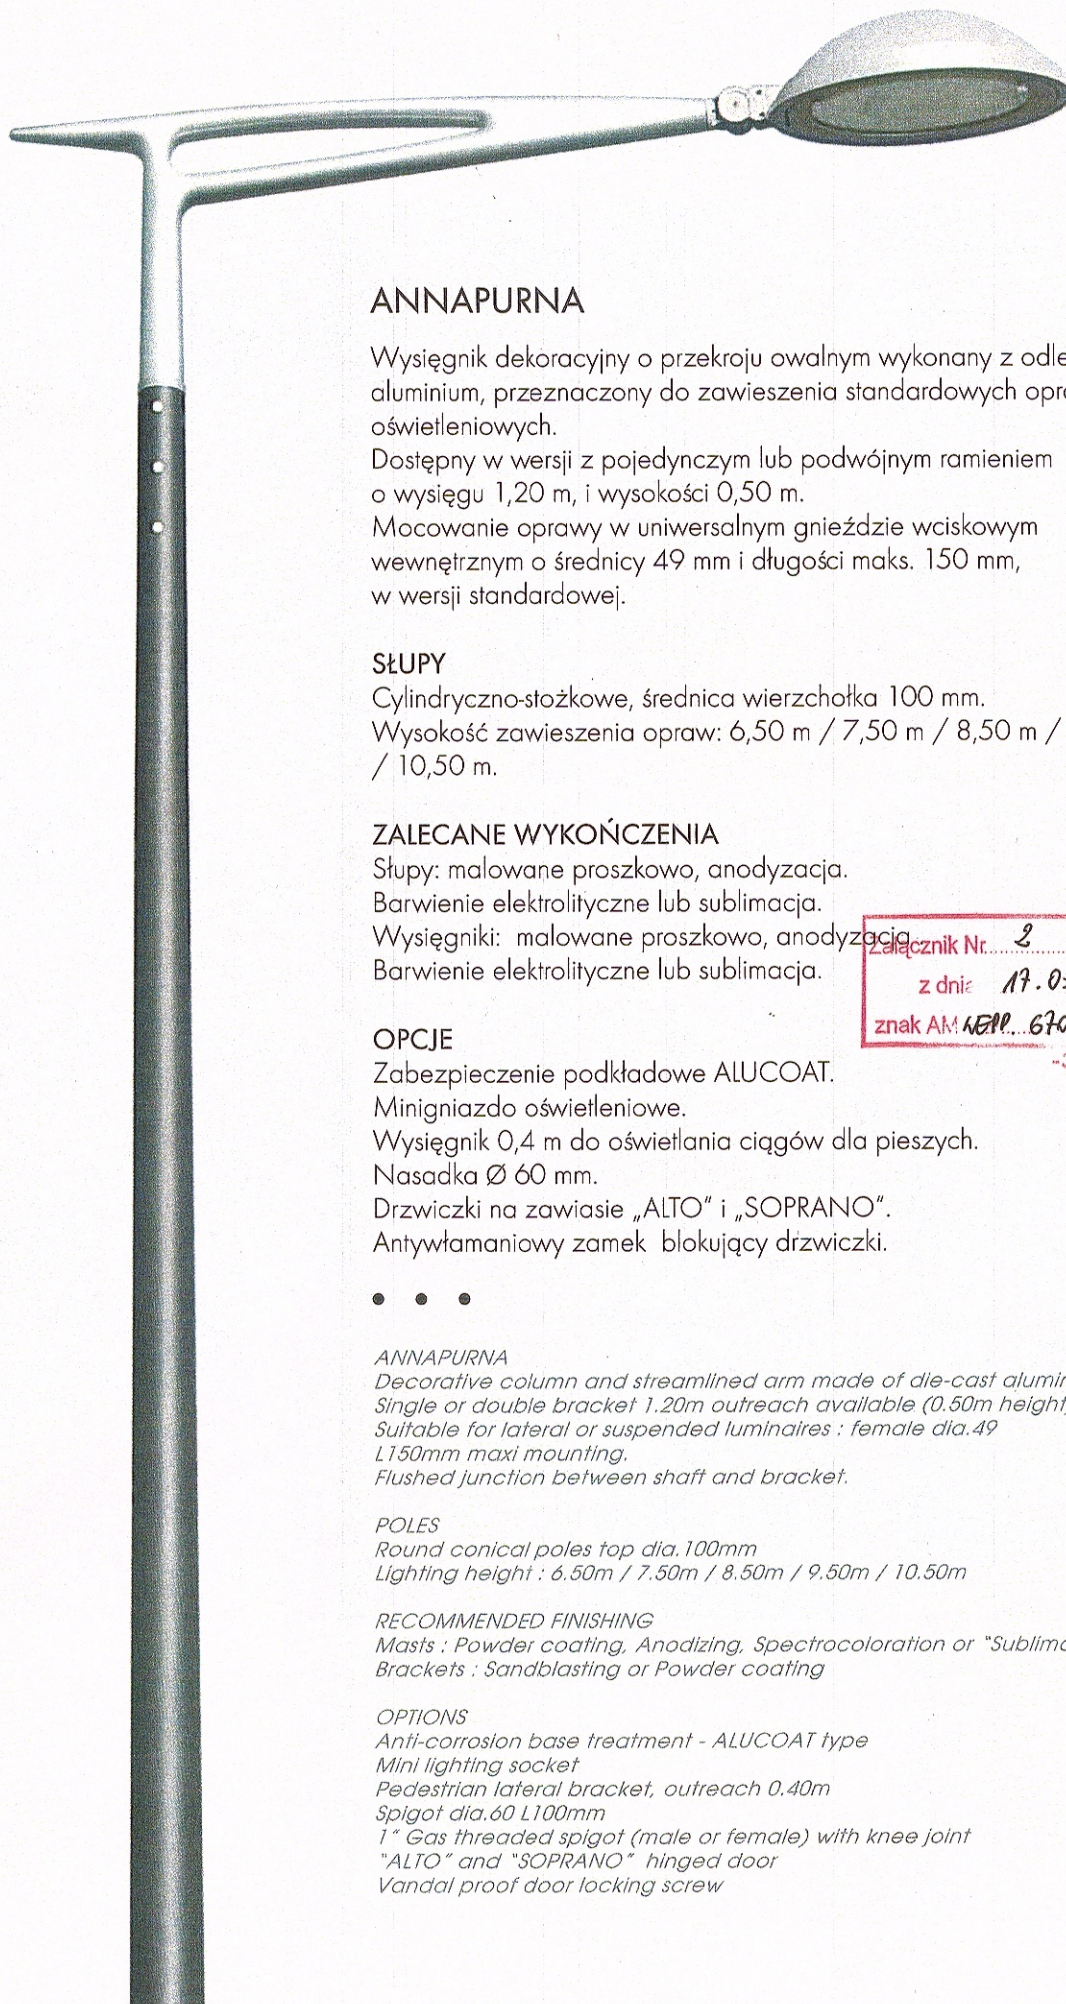 ANNAPURNA
Wysięgnik dekoracyjny o przekroju owalnym wykonany z odle
aluminium, przeznaczony do zawieszenia standardowych opra
oświetleniowych.
Dostępny w wersji z pojedynczym lub podwójnym ramieniem
o wysięgu 1,20 m, i wysokości 0,50 m.
Mocowanie oprawy w uniwersalnym gnieździe wciskowym
wewnętrznym o średnicy 49 mm i długości maks. 150 mm,
w wersji standardowej.
SŁUPY
Cylindryczno-stożkowe, średnica wierzchołka 100 mm.
Wysokość zawieszenia opraw: 6,50 m / 7,50 m / 8,50 m /
/ 10,50 m.
ZALECANE WYKOŃCZENIA
Słupy: malowane proszkowo, anodyzacja.
Barwienie elektrolityczne lub sublimacja.
Wysięgniki: malowane proszkowo, anodyzacja
Barwienie elektrolityczne lub sublimacja.
Załącznik Nr 2
z dnia 17.0
znak AM WEPP. 670
OPCJE
Zabezpieczenie podkładowe ALUCOAT.
Minigniazdo oświetleniowe.
Wysięgnik 0,4 m do oświetlania ciągów dla pieszych.
Nasadka Ø 60 mm.
Drzwiczki na zawiasie „ALTO" i „SOPRANO".
Antywłamaniowy zamek blokujący drzwiczki.
• • •
ANNAPURNA
Decorative column and streamlined arm made of die-cast alumin
Single or double bracket 1.20m outreach available (0.50m height
Suitable for lateral or suspended luminaires : female dia.49
L150mm maxi mounting.
Flushed junction between shaft and bracket.
POLES
Round conical poles top dia.100mm
Lighting height : 6.50m / 7.50m / 8.50m / 9.50m / 10.50m
RECOMMENDED FINISHING
Masts : Powder coating, Anodizing, Spectrocoloration or "Sublima
Brackets : Sandblasting or Powder coating
OPTIONS
Anti-corrosion base treatment - ALUCOAT type
Mini lighting socket
Pedestrian lateral bracket, outreach 0.40m
Spigot dia.60 L100mm
1" Gas threaded spigot (male or female) with knee joint
"ALTO" and "SOPRANO" hinged door
Vandal proof door locking screw